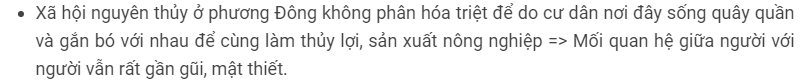 • Xã hội nguyên thủy ở phương Đông không phân hóa triệt để do cư dân nơi đây sống quây quần
và gắn bó với nhau để cùng làm thủy lợi, sản xuất nông nghiệp => Mối quan hệ giữa người với
người vẫn rất gần gũi, mật thiết.